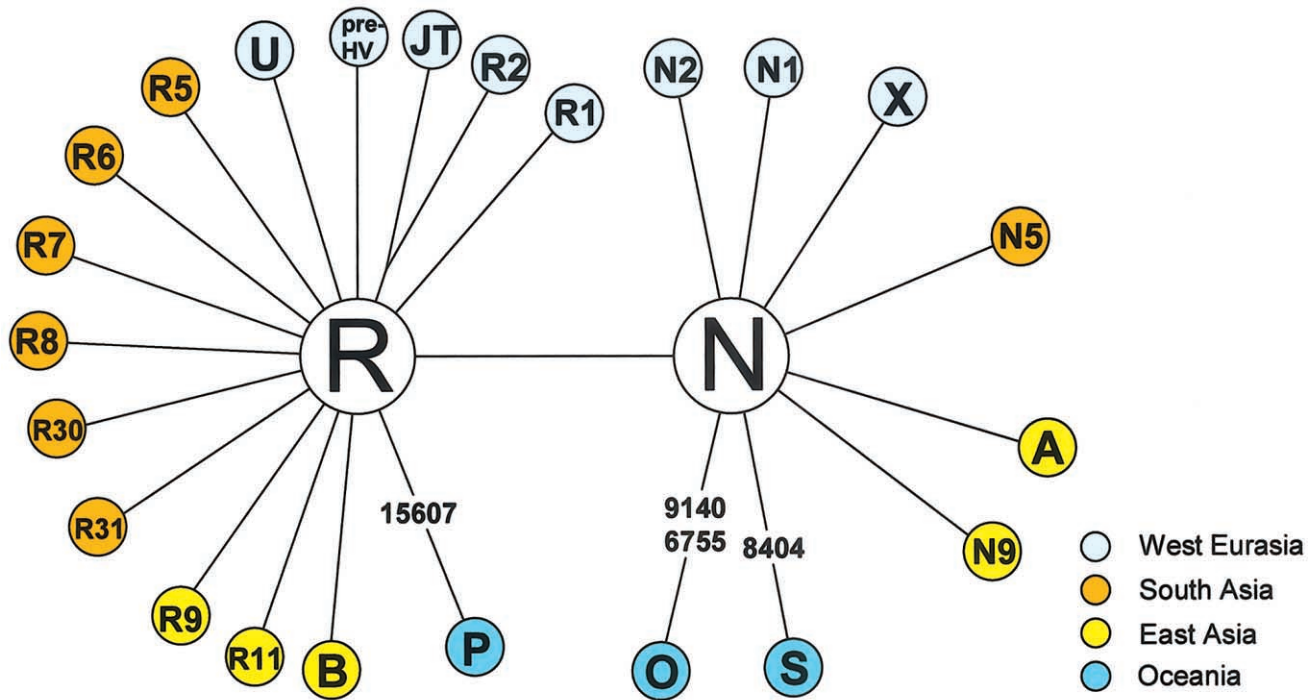 U
pre-
HV
JT
R2
R1
R5
R6
R7
R8
R30
R31
R9
R11
B
P
15607
R
N
N2
N1
X
N5
A
N9
9140
6755
8404
O
S
West Eurasia
South Asia
East Asia
Oceania